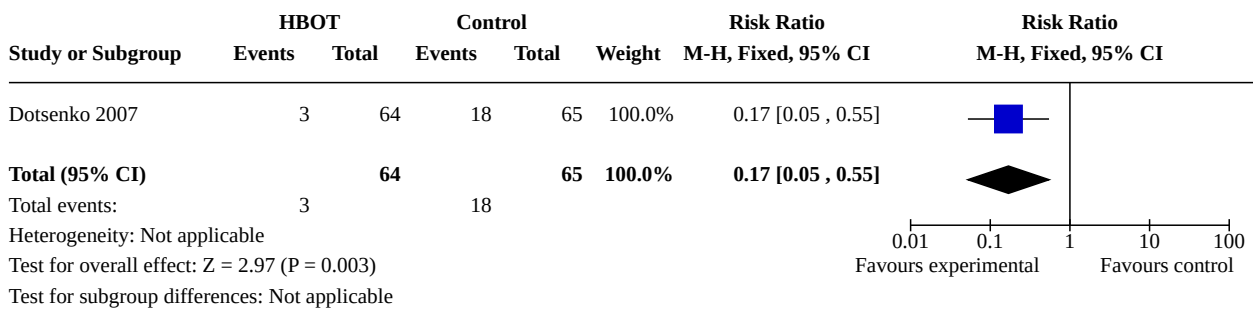 HBOT Control Risk Ratio Risk Ratio
Study or Subgroup Events Total Events Total Weight M-H, Fixed, 95% CI M-H, Fixed, 95% CI
Dotsenko 2007 3 64 18 65 100.0% 0.17 [0.05 , 0.55]
Total (95% CI) 64 65 100.0% 0.17 [0.05 , 0.55]
Total events: 3 18
Heterogeneity: Not applicable
Test for overall effect: Z = 2.97 (P = 0.003)
Test for subgroup differences: Not applicable
0.01 0.1 1 10 100
Favours experimental Favours control